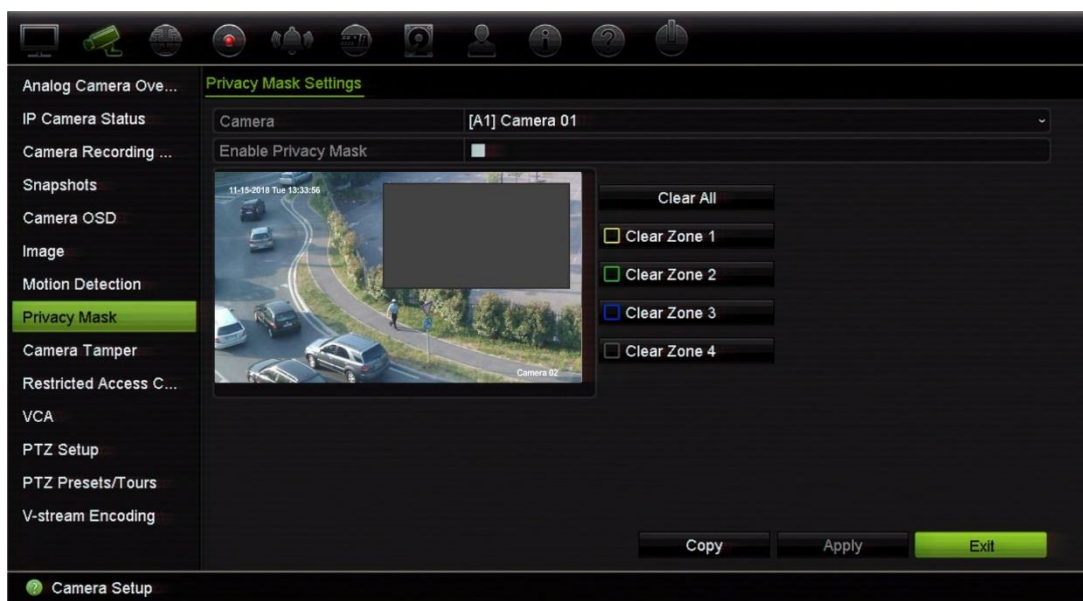 Privacy Mask Settings
Analog Camera Ove...
IP Camera Status
Camera Recording ...
Snapshots
Camera OSD
Image
Motion Detection
Privacy Mask
Camera Tamper
Restricted Access C...
VCA
PTZ Setup
PTZ Presets/Tours
V-stream Encoding
Camera [A1] Camera 01
Enable Privacy Mask
11-15-2018 Tue 13:33:56
Camera 02
Clear All
Clear Zone 1
Clear Zone 2
Clear Zone 3
Clear Zone 4
Copy Apply Exit
? Camera Setup